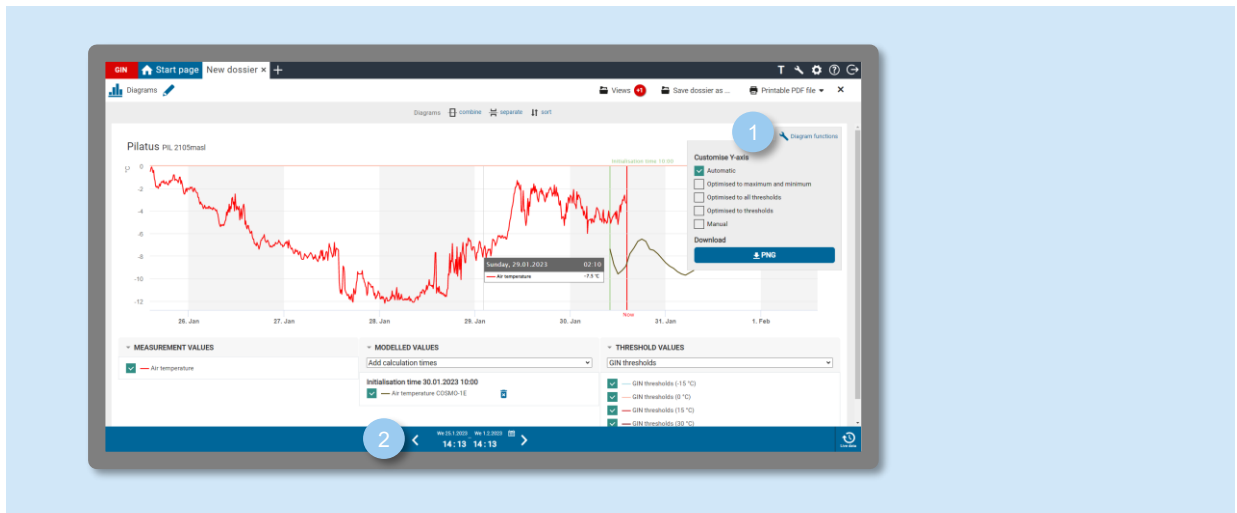 GIN Start page New dossier × +
T
Diagrams Views +1 Save dossier as ... Printable PDF file ×
Diagrams combine separate sort
1 Diagram functions
Pilatus PIL 2105masl
Customise Y-axis
Automatic
Optimised to maximum and minimum
Optimised to all thresholds
Optimised to thresholds
Manual
Download
PNG
Initialisation time 10:00
°C
0
-2
-4
-6
-8
-10
-12
Sunday, 29.01.2023 02:10
Air temperature -7.5 °C
Now
26. Jan 27. Jan 28. Jan 29. Jan 30. Jan 31. Jan 1. Feb
MEASUREMENT VALUES
Air temperature
MODELLED VALUES
Add calculation times
Initialisation time 30.01.2023 10:00
Air temperature COSMO-1E
THRESHOLD VALUES
GIN thresholds
GIN thresholds (-15 °C)
GIN thresholds (0 °C)
GIN thresholds (15 °C)
GIN thresholds (30 °C)
2
We 25.1.2023 - We 1.2.2023
14:13 14:13